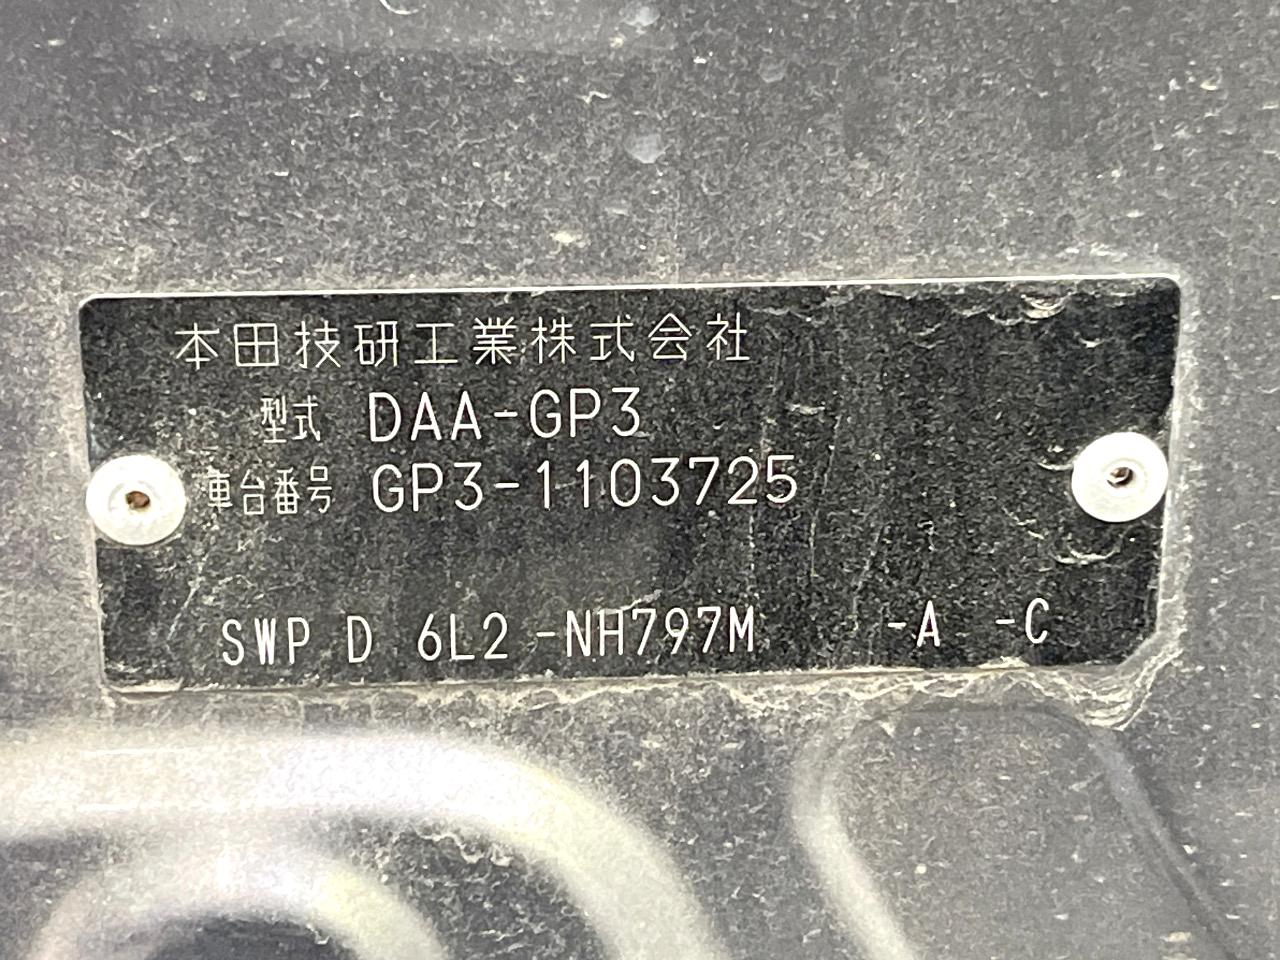 本田技研工業株式会社
型式 DAA-GP3
車台番号 GP3-1103725
SWP D 6L2 -NH797M -A -C